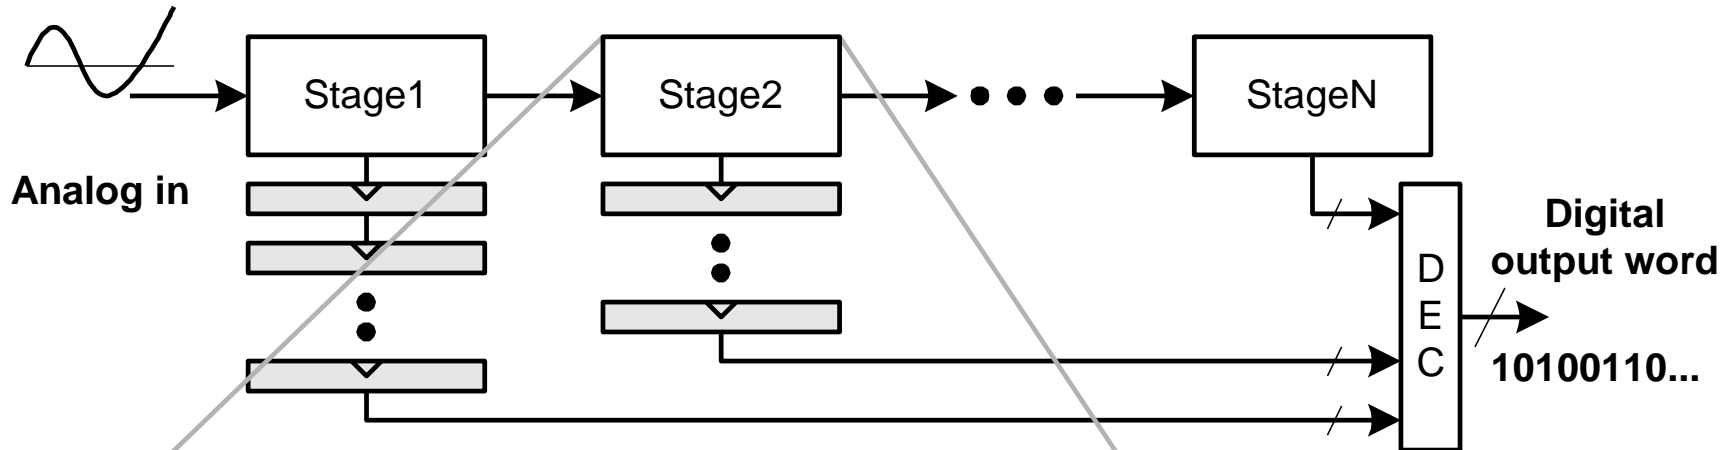 Stage1
Stage2
StageN
Analog in
D
E
C
Digital
output word
10100110...